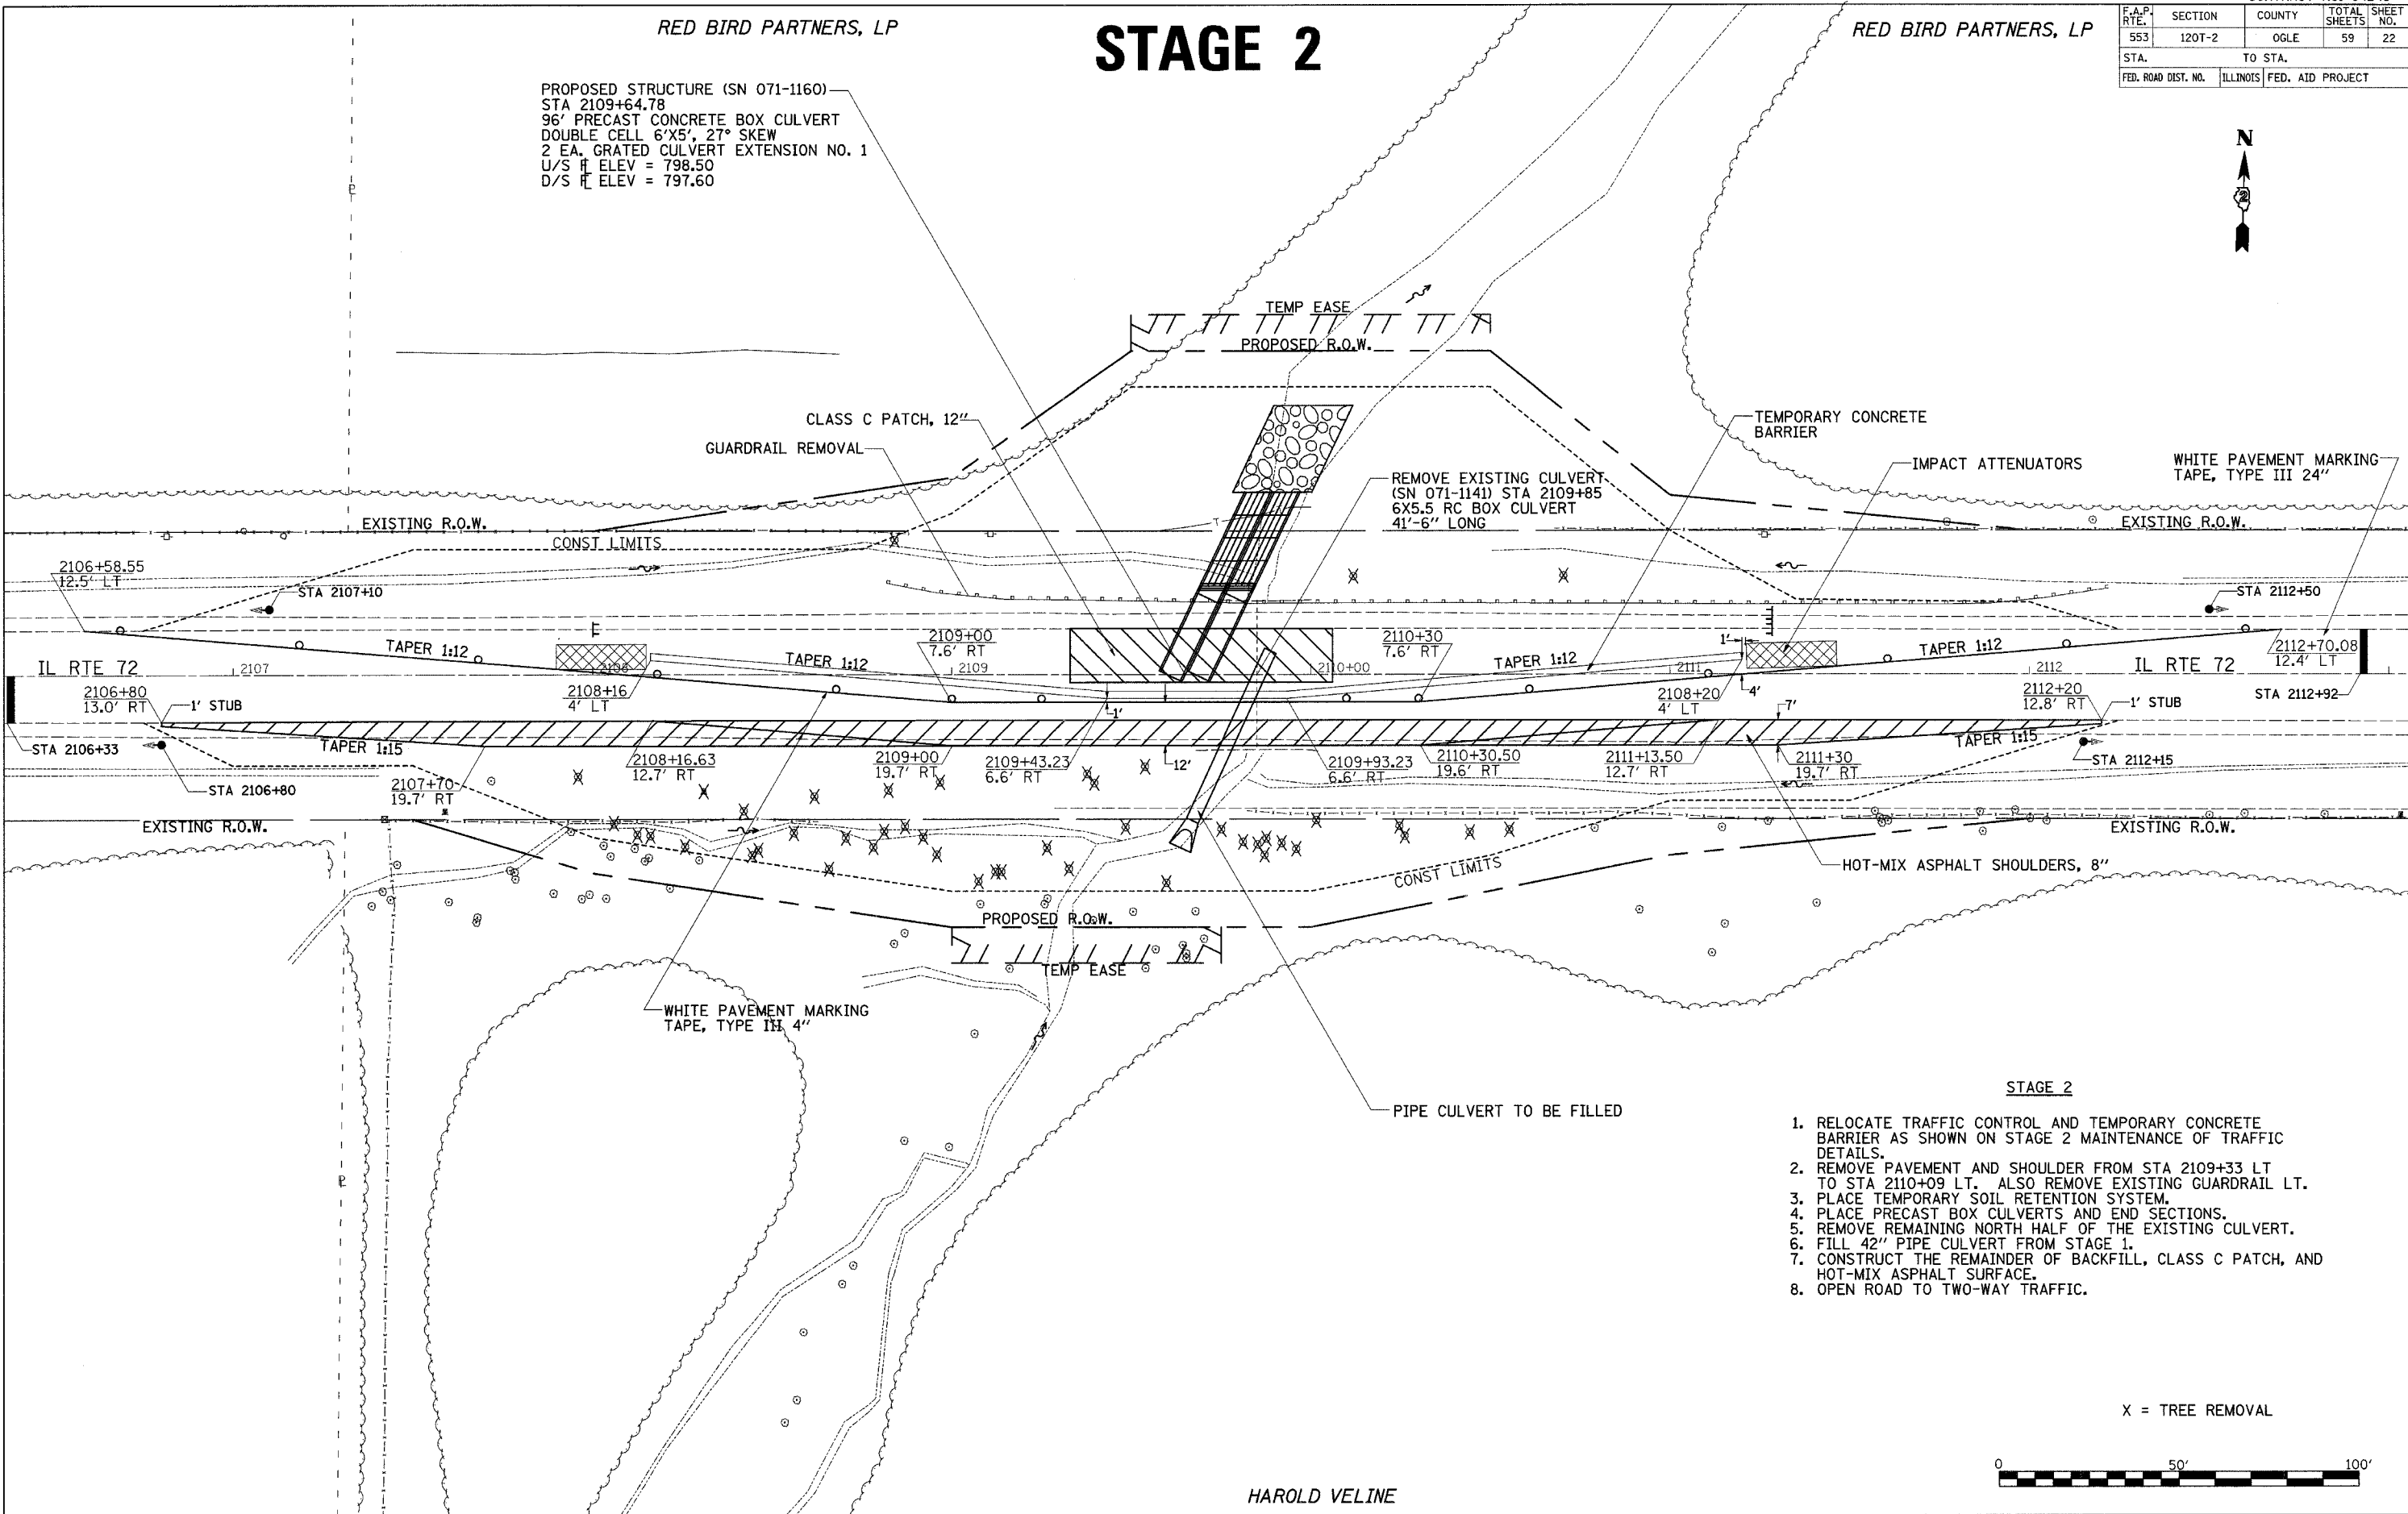 RED BIRD PARTNERS, LP
STAGE 2
RED BIRD PARTNERS, LP
F.A.P. RTE. SECTION COUNTY TOTAL SHEETS SHEET NO.
553 120T-2 OGLE 59 22
STA. TO STA.
FED. ROAD DIST. NO. ILLINOIS FED. AID PROJECT
N
2
PROPOSED STRUCTURE (SN 071-1160)
STA 2109+64.78
96' PRECAST CONCRETE BOX CULVERT
DOUBLE CELL 6'X5', 27° SKEW
2 EA. GRATED CULVERT EXTENSION NO. 1
U/S FL ELEV = 798.50
D/S FL ELEV = 797.60
P
TEMP EASE
PROPOSED R.O.W.
CLASS C PATCH, 12"
GUARDRAIL REMOVAL
TEMPORARY CONCRETE
BARRIER
IMPACT ATTENUATORS
WHITE PAVEMENT MARKING
TAPE, TYPE III 24"
REMOVE EXISTING CULVERT
(SN 071-1141) STA 2109+85
6X5.5 RC BOX CULVERT
41'-6" LONG
EXISTING R.O.W.
EXISTING R.O.W.
CONST LIMITS
2106+58.55
12.5' LT
STA 2107+10
STA 2112+50
TAPER 1:12
TAPER 1:12
2109+00
7.6' RT
2110+30
7.6' RT
TAPER 1:12
1'
TAPER 1:12
2112+70.08
12.4' LT
IL RTE 72
2107
2108
2109
2110+00
2111
2112
IL RTE 72
2106+80
13.0' RT
1' STUB
2108+16
4' LT
1'
2108+20
4' LT
4'
7'
2112+20
12.8' RT
1' STUB
STA 2112+92
STA 2106+33
TAPER 1:15
TAPER 1:15
STA 2106+80
2107+70
19.7' RT
2108+16.63
12.7' RT
2109+00
19.7' RT
2109+43.23
6.6' RT
12'
2109+93.23
6.6' RT
2110+30.50
19.6' RT
2111+13.50
12.7' RT
2111+30
19.7' RT
STA 2112+15
EXISTING R.O.W.
EXISTING R.O.W.
HOT-MIX ASPHALT SHOULDERS, 8"
CONST LIMITS
PROPOSED R.O.W.
TEMP EASE
WHITE PAVEMENT MARKING
TAPE, TYPE III 4"
PIPE CULVERT TO BE FILLED
P
STAGE 2
1. RELOCATE TRAFFIC CONTROL AND TEMPORARY CONCRETE
BARRIER AS SHOWN ON STAGE 2 MAINTENANCE OF TRAFFIC
DETAILS.
2. REMOVE PAVEMENT AND SHOULDER FROM STA 2109+33 LT
TO STA 2110+09 LT. ALSO REMOVE EXISTING GUARDRAIL LT.
3. PLACE TEMPORARY SOIL RETENTION SYSTEM.
4. PLACE PRECAST BOX CULVERTS AND END SECTIONS.
5. REMOVE REMAINING NORTH HALF OF THE EXISTING CULVERT.
6. FILL 42" PIPE CULVERT FROM STAGE 1.
7. CONSTRUCT THE REMAINDER OF BACKFILL, CLASS C PATCH, AND
HOT-MIX ASPHALT SURFACE.
8. OPEN ROAD TO TWO-WAY TRAFFIC.
X = TREE REMOVAL
0 50' 100'
HAROLD VELINE